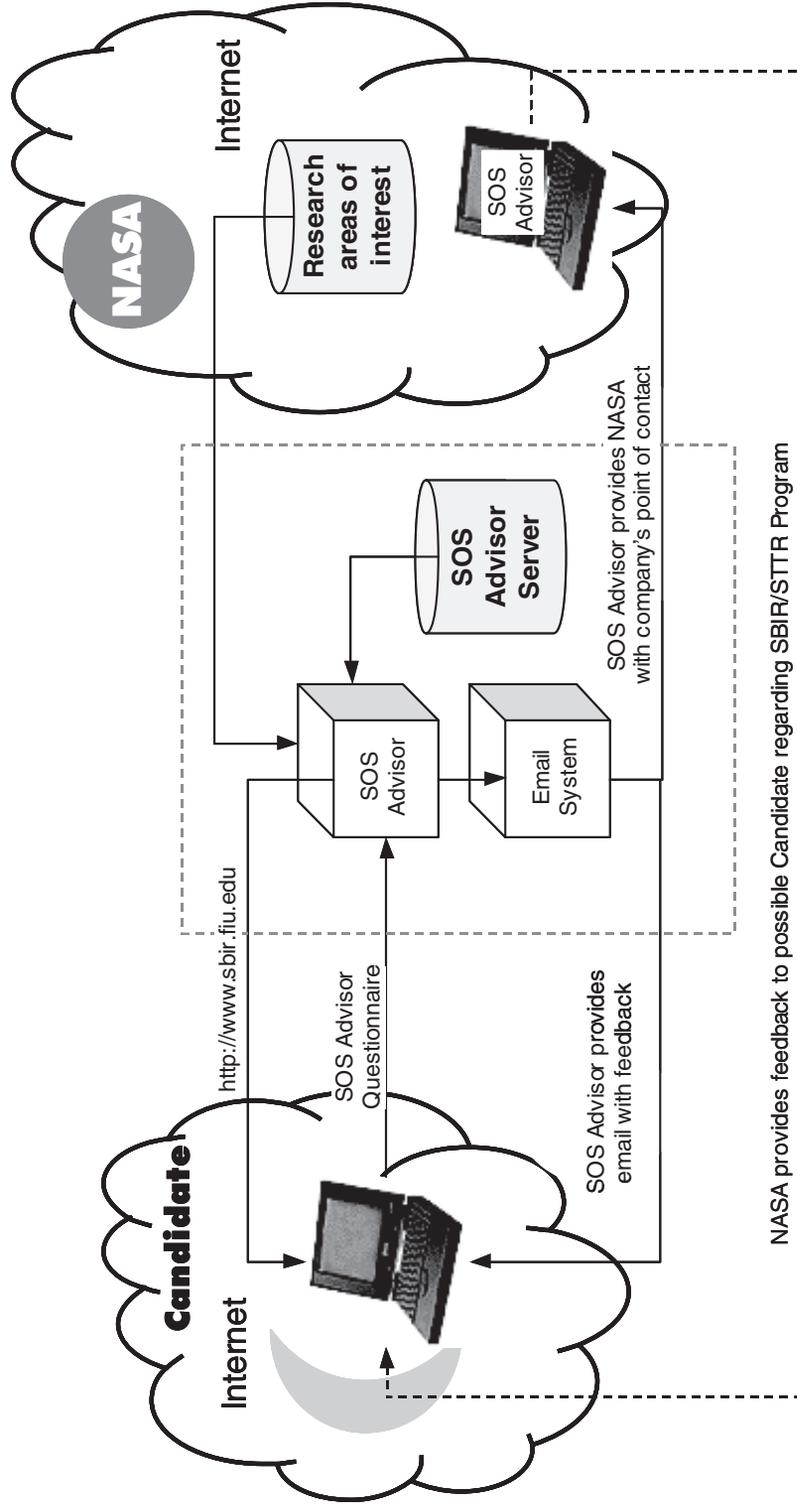 Candidate
Internet
http://www.sbir.fiu.edu
SOS Advisor
Questionnaire
SOS Advisor provides
email with feedback
SOS
Advisor
Email
System
SOS
Advisor
Server
SOS Advisor provides NASA
with company's point of contact
NASA
Internet
Research
areas of
interest
SOS
Advisor
NASA provides feedback to possible Candidate regarding SBIR/STTR Program